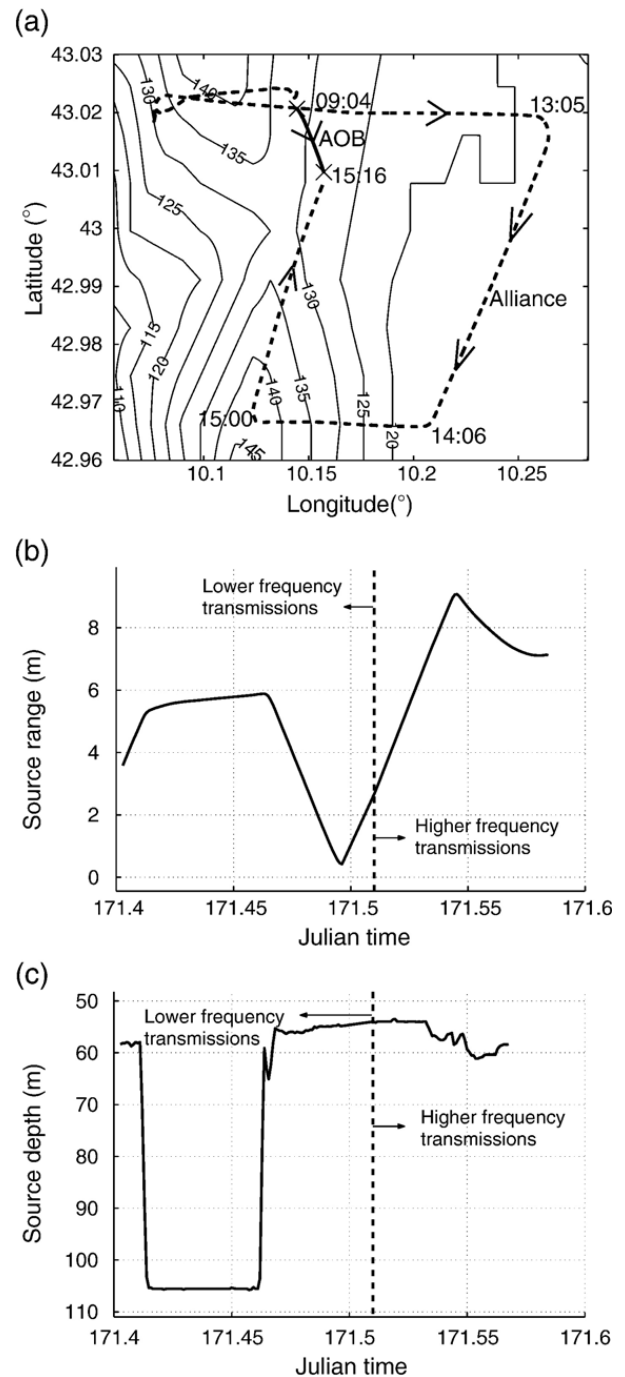 (a)
43.03
43.02
43.01
43
42.99
42.98
42.97
42.96
Latitude (°)
140
130
135
125
115
120
110
09:04
AOB
15:16
13:05
Alliance
130
135
140
145
125
20
15:00
14:06
10.1
10.15
10.2
10.25
Longitude(°)
(b)
Lower frequency
transmissions
8
6
4
2
0
Source range (m)
Higher frequency
transmissions
171.4
171.45
171.5
171.55
171.6
Julian time
(c)
50
60
70
80
90
100
110
Source depth (m)
Lower frequency
transmissions
Higher frequency
transmissions
171.4
171.45
171.5
171.55
171.6
Julian time